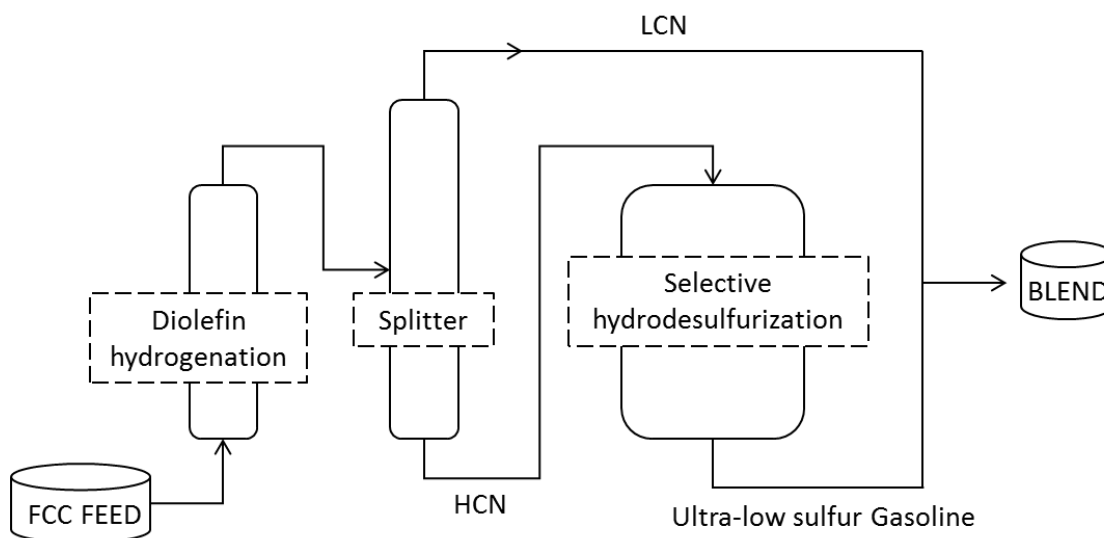 LCN
Diolefin
hydrogenation
Splitter
Selective
hydrodesulfurization
BLEND
FCC FEED
HCN
Ultra-low sulfur Gasoline